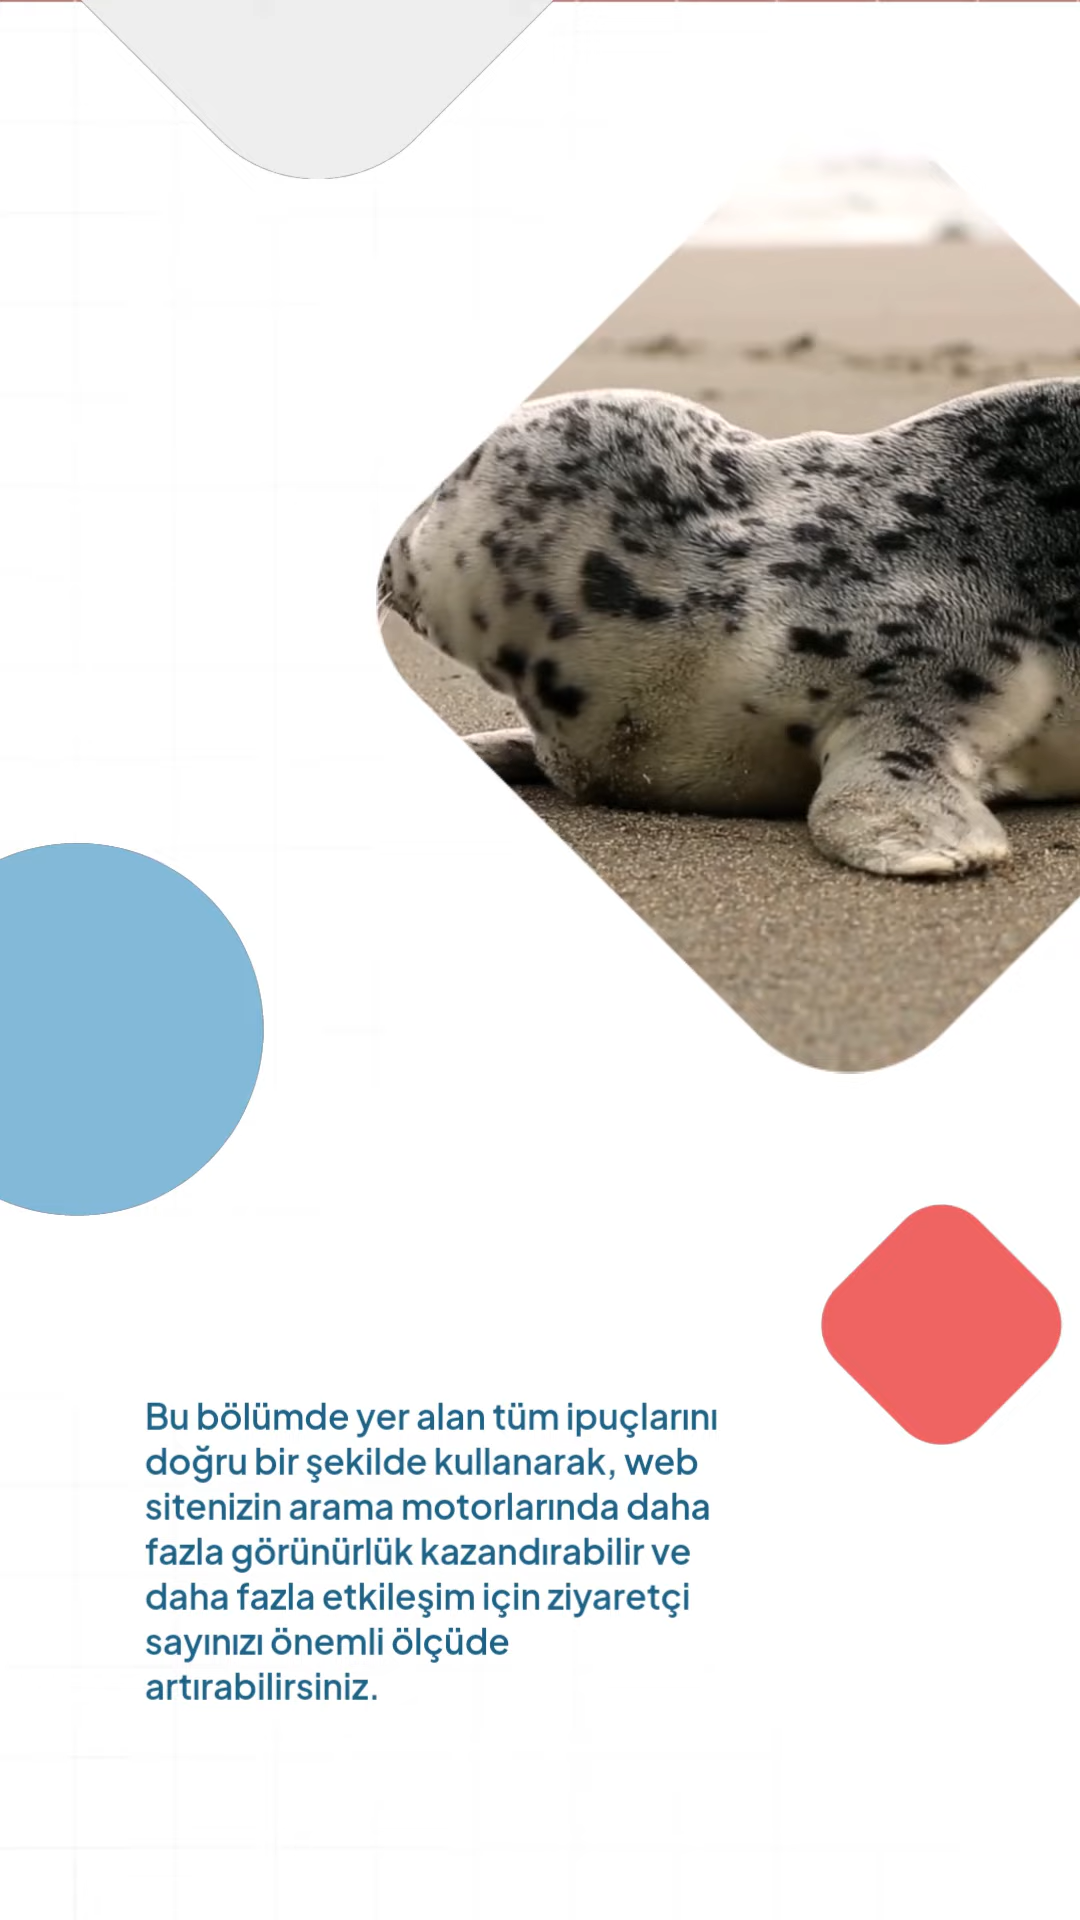 Bu bölümde yer alan tüm ipuçlarını
doğru bir şekilde kullanarak, web
sitenizin arama motorlarında daha
fazla görünürlük kazandırabilir ve
daha fazla etkileşim için ziyaretçi
sayınızı önemli ölçüde
artırabilirsiniz.